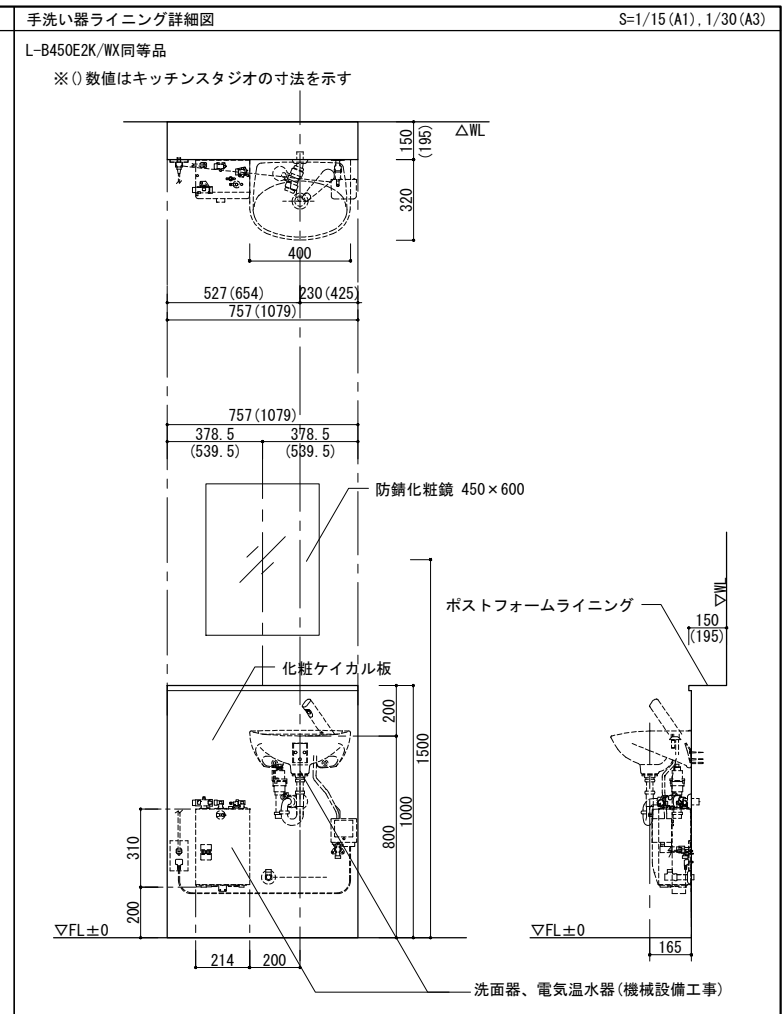 手洗い器ライニング詳細図 S=1/15(A1),1/30(A3)
L-B450E2K/WX同等品
※()数値はキッチンスタジオの寸法を示す
△WL
150
(195)
320
400
527(654) 230(425)
757(1079)
757(1079)
378.5 378.5
(539.5) (539.5)
防錆化粧鏡 450×600
ポストフォームライニング
▽WL
150
(195)
化粧ケイカル板
200
1500
1000
800
310
200
▽FL±0 ▽FL±0
214 200 165
洗面器、電気温水器(機械設備工事)